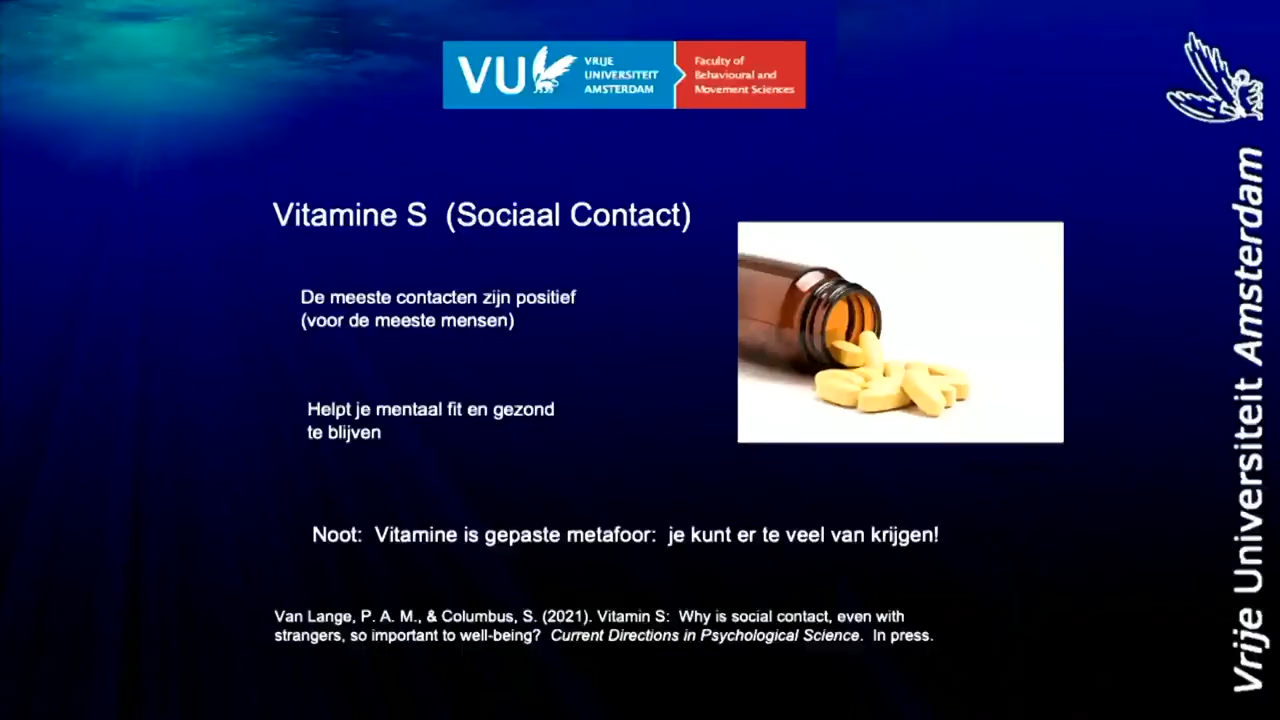 VU
VRIJE
UNIVERSITEIT
AMSTERDAM
Faculty of
Behavioural and
Movement Sciences
Vrije Universiteit Amsterdam
Vitamine S (Sociaal Contact)
De meeste contacten zijn positief
(voor de meeste mensen)
Helpt je mentaal fit en gezond
te blijven
Noot: Vitamine is gepaste metafoor: je kunt er te veel van krijgen!
Van Lange, P. A. M., & Columbus, S. (2021). Vitamin S: Why is social contact, even with
strangers, so important to well-being? Current Directions in Psychological Science. In press.